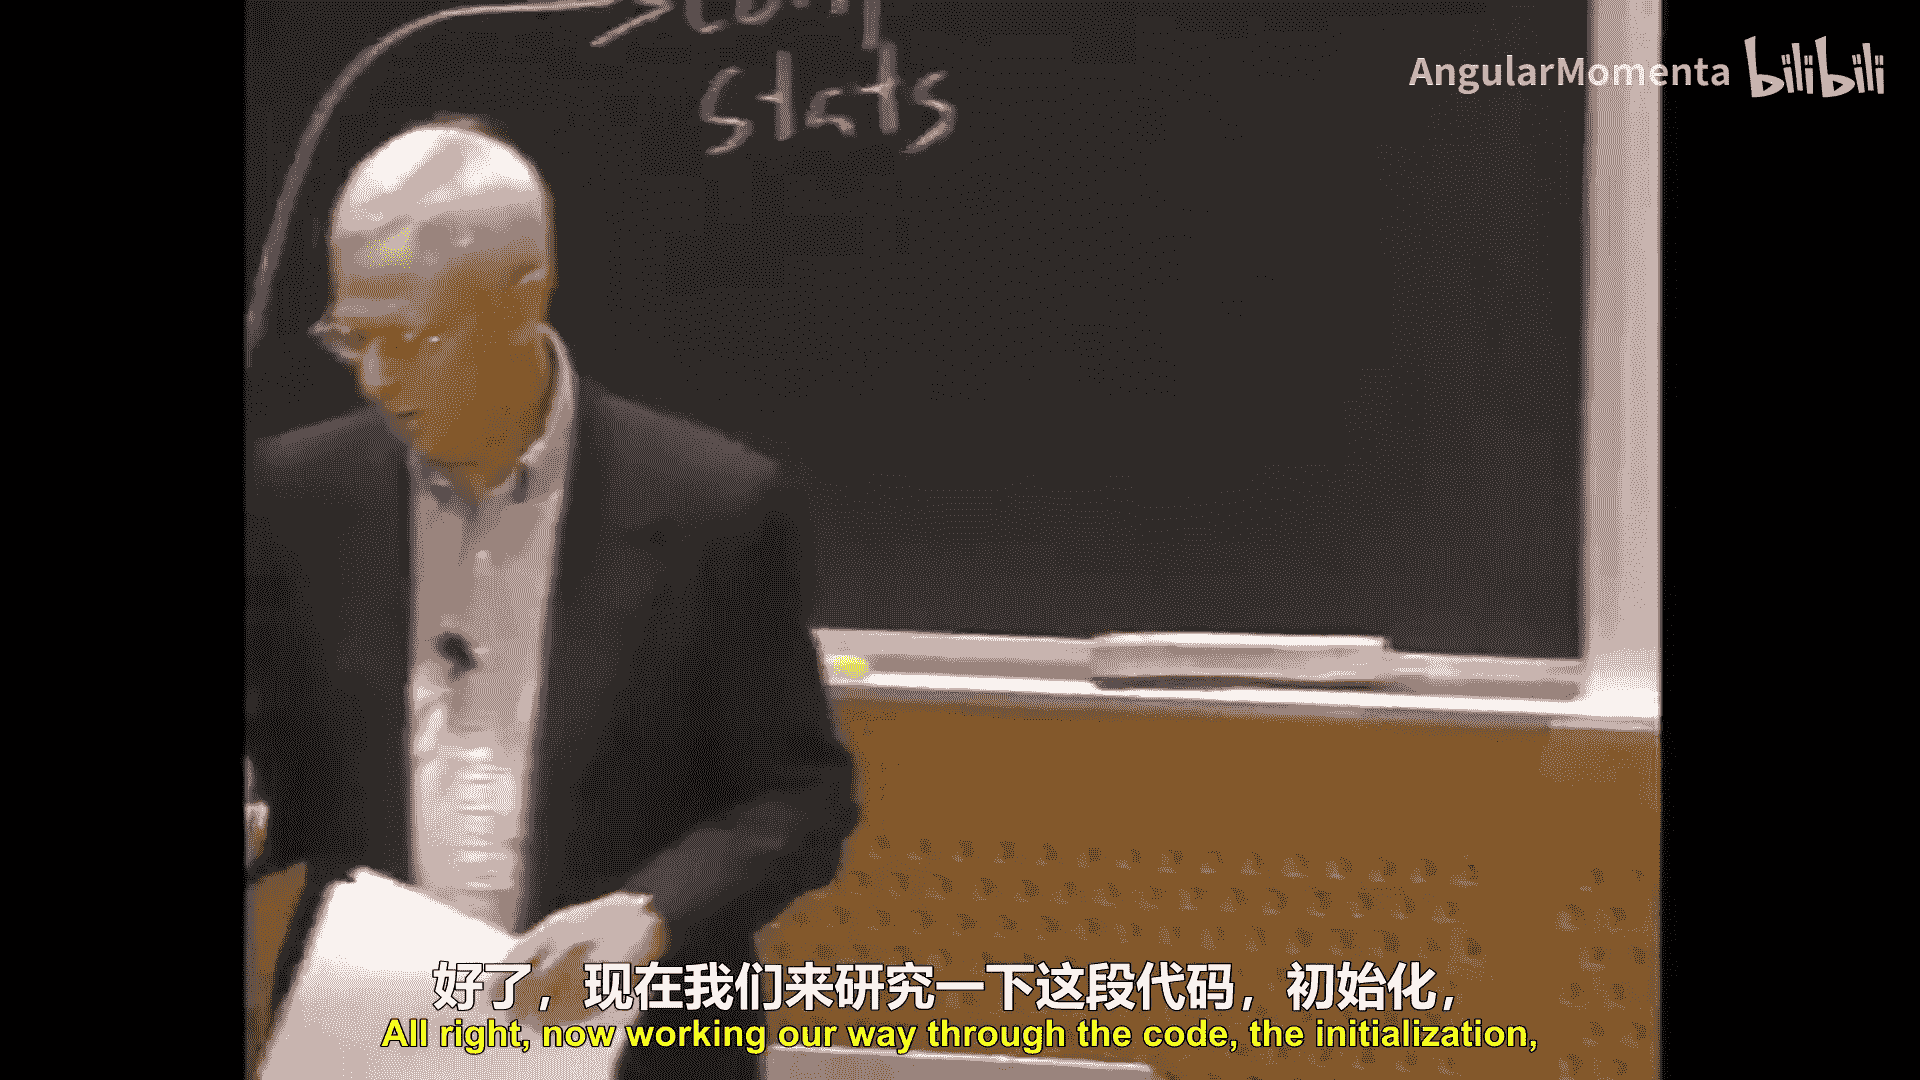 AngularMomenta bilibili
stats
好了，现在我们来研究一下这段代码，初始化，
All right, now working our way through the code, the initialization,